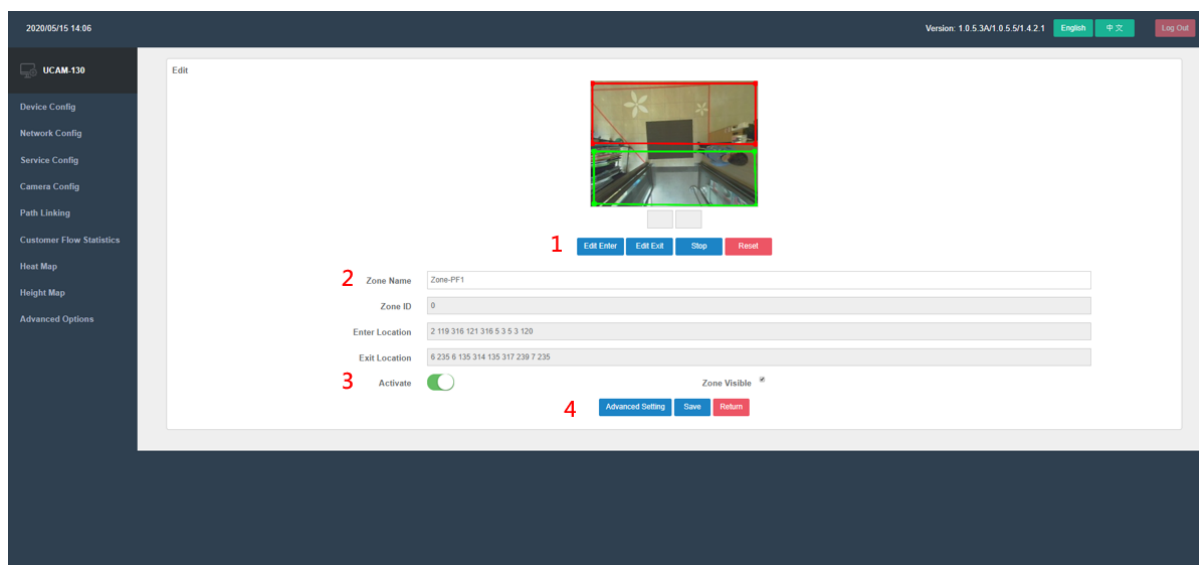 2020/05/15 14:06
Version: 1.0.5.3A/1.0.5.5/1.4.2.1 English 中文 Log Out
UCAM-130
Device Config
Network Config
Service Config
Camera Config
Path Linking
Customer Flow Statistics
Heat Map
Height Map
Advanced Options
Edit
1 Edit Enter Edit Exit Stop Reset
2 Zone Name Zone-PF1
Zone ID 0
Enter Location 2 119 316 121 316 5 3 5 3 120
Exit Location 6 235 6 135 314 135 317 239 7 235
3 Activate Zone Visible
4 Advanced Setting Save Return